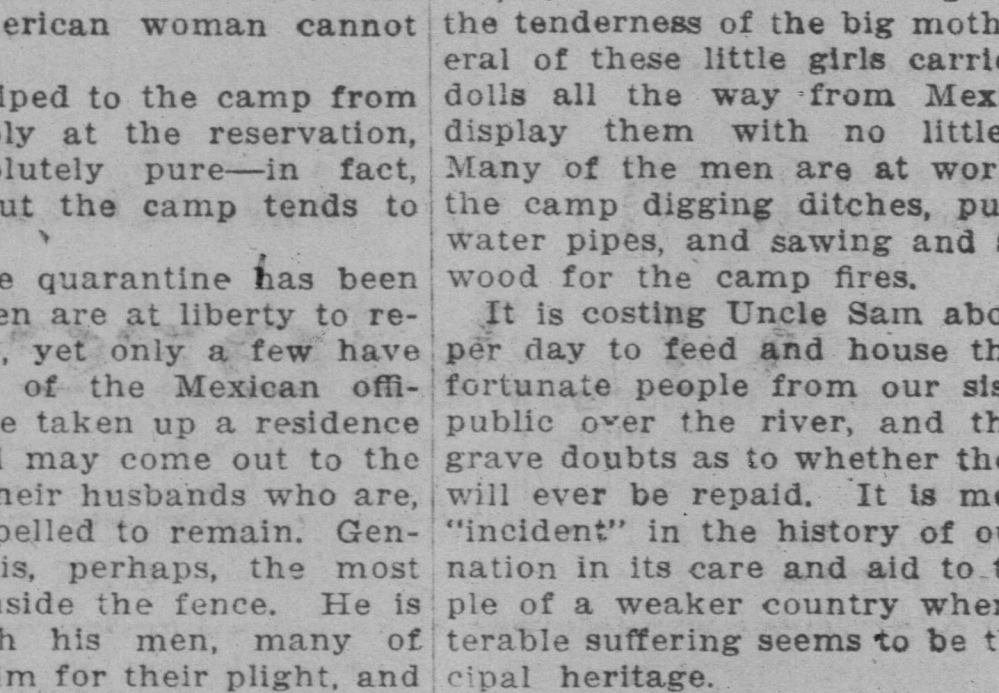 erican woman cannot
iped to the camp from
ly at the reservation,
lutely pure—in fact,
ut the camp tends to
e quarantine has been
en are at liberty to re-
, yet only a few have
of the Mexican offi-
e taken up a residence
may come out to the
heir husbands who are,
pelled to remain. Gen-
is, perhaps, the most
side the fence. He is
h his men, many of
m for their plight, and
the tenderness of the big moth
eral of these little girls carri
dolls all the way from Mex
display them with no little
Many of the men are at wor
the camp digging ditches, pu
water pipes, and sawing and
wood for the camp fires.
It is costing Uncle Sam abo
per day to feed and house th
fortunate people from our sis
public over the river, and th
grave doubts as to whether the
will ever be repaid. It is me
"incident" in the history of ou
nation in its care and aid to t
ple of a weaker country wher
terable suffering seems to be t
cipal heritage.